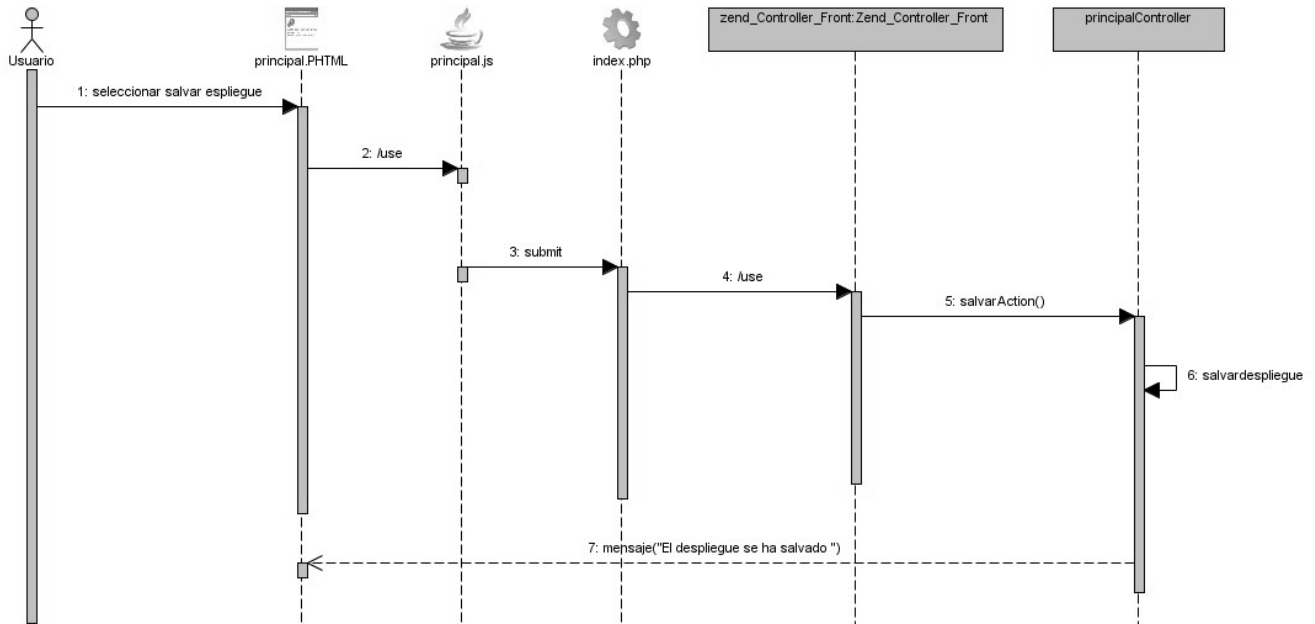 zend_Controller_Front:Zend_Controller_Front
principalController
Usuario
principal.PHTML
principal.js
index.php
1: seleccionar salvar espliegue
2: /use
3: submit
4: /use
5: salvarAction()
6: salvardespliegue
7: mensaje("El despliegue se ha salvado ")